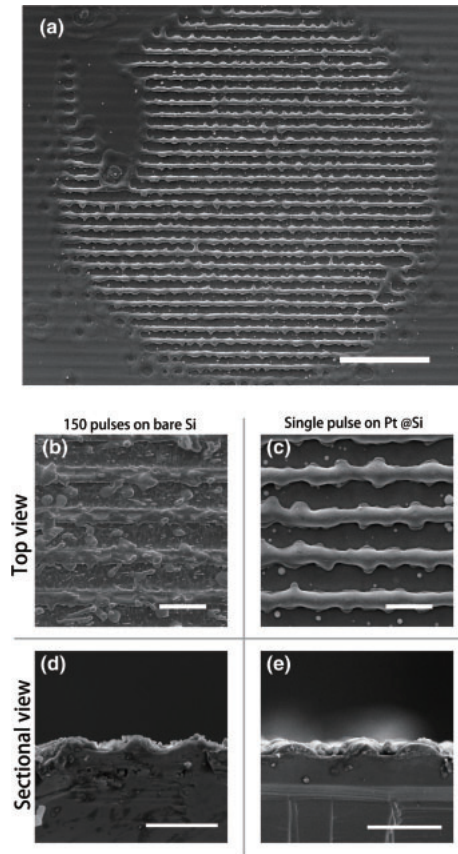 (a)
150 pulses on bare Si
Single pulse on Pt @Si
Top view
(b)
(c)
Sectional view
(d)
(e)